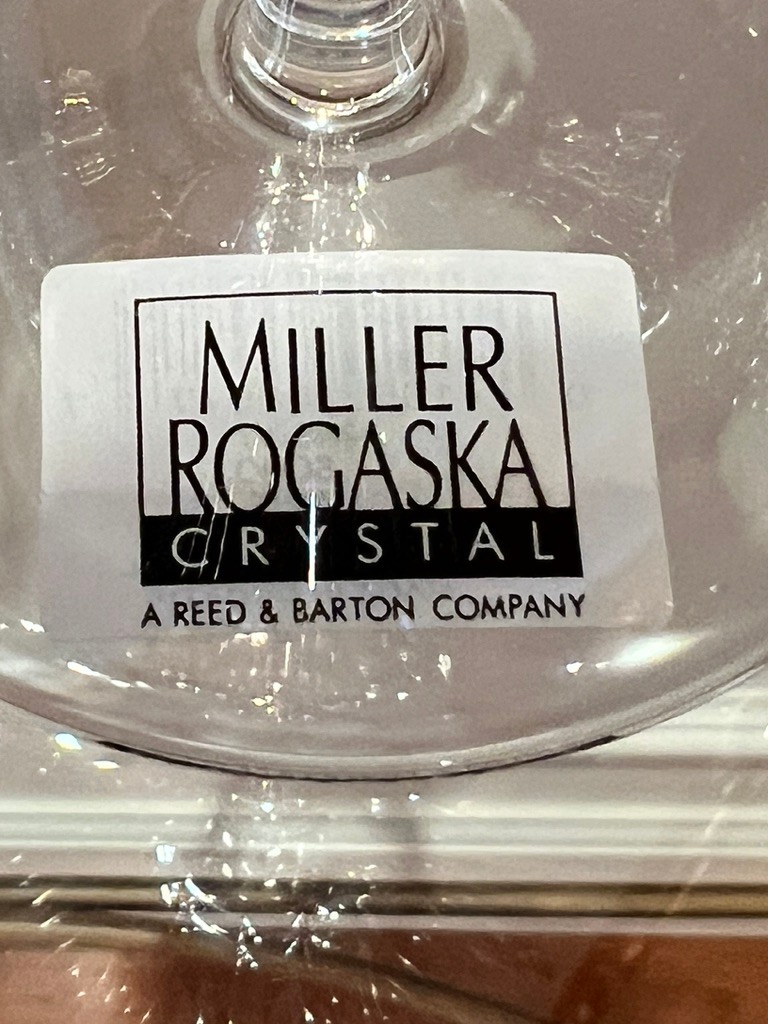 MILLER
ROGASKA
CRYSTAL
A REED & BARTON COMPANY